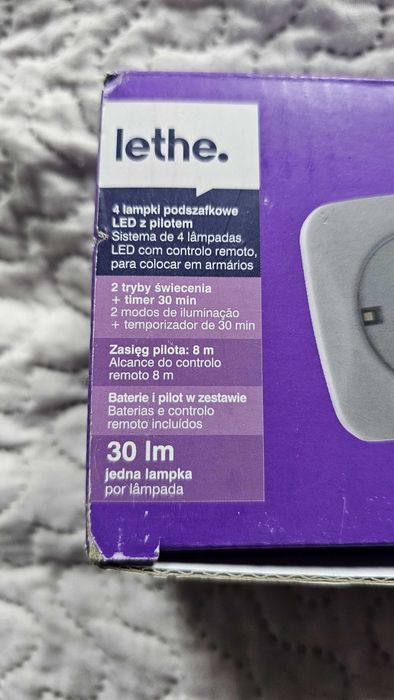 lethe.
4 lampki podszafkowe
LED z pilotem
Sistema de 4 lâmpadas
LED com controlo remoto,
para colocar em armários
2 tryby świecenia
+ timer 30 min
2 modos de iluminação
+ temporizador de 30 min
Zasięg pilota: 8 m
Alcance do controlo
remoto 8 m
Baterie i pilot w zestawie
Baterias e controlo
remoto incluídos
30 lm
jedna lampka
por lâmpada